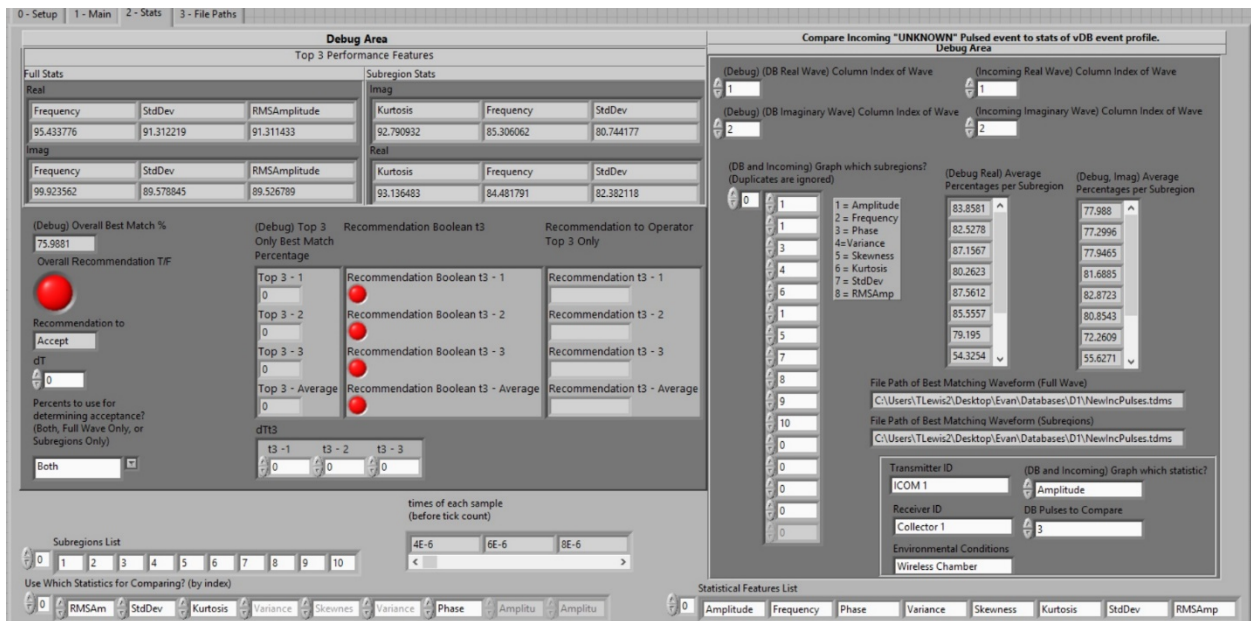 0 - Setup 1 - Main 2 - Stats 3 - File Paths
Debug Area
Top 3 Performance Features
Full Stats
Real
Frequency StdDev RMSAmplitude
95.433776 91.312219 91.311433
Imag
Frequency StdDev RMSAmplitude
99.923562 89.578845 89.526789
Subregion Stats
Imag
Kurtosis Frequency StdDev
92.790932 85.306062 80.744177
Real
Kurtosis Frequency StdDev
93.136483 84.481791 82.382118
(Debug) Overall Best Match %
75.9881
Overall Recommendation T/F
Recommendation to
Accept
dT
0
Percents to use for
determining acceptance?
(Both, Full Wave Only, or
Subregions Only)
Both
(Debug) Top 3
Only Best Match
Percentage
Top 3 - 1
0
Top 3 - 2
0
Top 3 - 3
0
Top 3 - Average
0
Recommendation Boolean t3
Recommendation Boolean t3 - 1
Recommendation Boolean t3 - 2
Recommendation Boolean t3 - 3
Recommendation Boolean t3 - Average
Recommendation to Operator
Top 3 Only
Recommendation t3 - 1
Recommendation t3 - 2
Recommendation t3 - 3
Recommendation t3 - Average
dTt3
t3 -1 t3 - 2 t3 - 3
0 0 0
times of each sample
(before tick count)
4E-6 6E-6 8E-6
Subregions List
0 1 2 3 4 5 6 7 8 9 10
Use Which Statistics for Comparing? (by index)
0 RMSAm StdDev Kurtosis Variance Skewnes Variance Phase Amplitu Amplitu
Compare Incoming "UNKNOWN" Pulsed event to stats of vDB event profile.
Debug Area
(Debug) (DB Real Wave) Column Index of Wave
1
(Incoming Real Wave) Column Index of Wave
1
(Debug) (DB Imaginary Wave) Column Index of Wave
2
(Incoming Imaginary Wave) Column Index of Wave
2
(DB and Incoming) Graph which subregions?
(Duplicates are ignored)
0
1
1
3
4
6
1
5
7
8
9
10
0
0
0
0
0
1 = Amplitude
2 = Frequency
3 = Phase
4=Variance
5 = Skewness
6 = Kurtosis
7 = StdDev
8 = RMSAmp
(Debug Real) Average
Percentages per Subregion
83.8581
82.5278
87.1567
80.2623
87.5612
85.5557
79.195
54.3254
(Debug, Imag) Average
Percentages per Subregion
77.988
77.2996
77.9465
81.6885
82.8723
80.8543
72.2609
55.6271
File Path of Best Matching Waveform (Full Wave)
C:\Users\TLewis2\Desktop\Evan\Databases\D1\NewIncPulses.tdms
File Path of Best Matching Waveform (Subregions)
C:\Users\TLewis2\Desktop\Evan\Databases\D1\NewIncPulses.tdms
Transmitter ID
ICOM 1
Receiver ID
Collector 1
Environmental Conditions
Wireless Chamber
(DB and Incoming) Graph which statistic?
Amplitude
DB Pulses to Compare
3
Statistical Features List
0 Amplitude Frequency Phase Variance Skewness Kurtosis StdDev RMSAmp